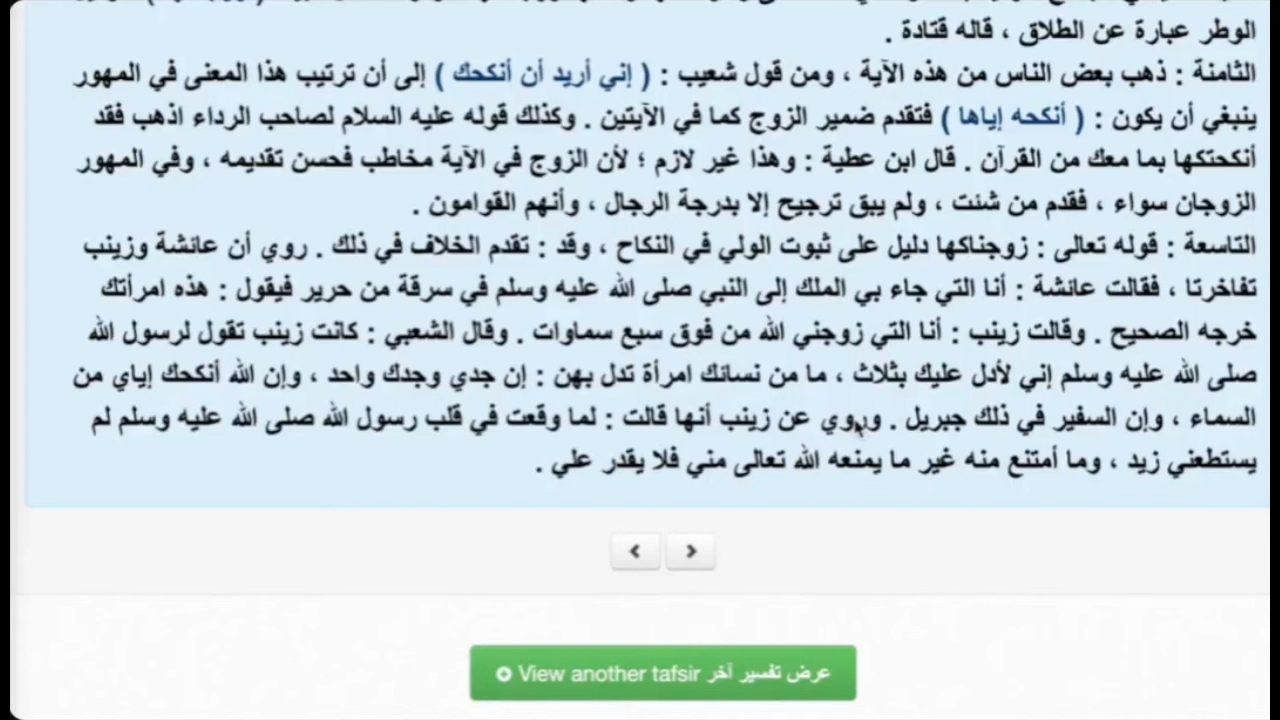 الوطر عبارة عن الطلاق ، قاله قتادة .
الثامنة : ذهب بعض الناس من هذه الآية ، ومن قول شعيب : ( إني أريد أن أنكحك ) إلى أن ترتيب هذا المعنى في المهور
ينبغي أن يكون : ( أنكحه إياها ) فتقدم ضمير الزوج كما في الآيتين . وكذلك قوله عليه السلام لصاحب الرداء اذهب فقد
أنكحتكها بما معك من القرآن . قال ابن عطية : وهذا غير لازم ؛ لأن الزوج في الآية مخاطب فحسن تقديمه ، وفي المهور
الزوجان سواء ، فقدم من شئت ، ولم يبق ترجيح إلا بدرجة الرجال ، وأنهم القوامون .
التاسعة : قوله تعالى : زوجناكها دليل على ثبوت الولي في النكاح ، وقد : تقدم الخلاف في ذلك . روي أن عائشة وزينب
تفاخرتا ، فقالت عائشة : أنا التي جاء بي الملك إلى النبي صلى الله عليه وسلم في سرقة من حرير فيقول : هذه امرأتك
خرجه الصحيح . وقالت زينب : أنا التي زوجني الله من فوق سبع سماوات . وقال الشعبي : كانت زينب تقول لرسول الله
صلى الله عليه وسلم إني لأدل عليك بثلاث ، ما من نسائك امرأة تدل بهن : إن جدي وجدك واحد ، وإن الله أنكحك إياي من
السماء ، وإن السفير في ذلك جبريل . وروي عن زينب أنها قالت : لما وقعت في قلب رسول الله صلى الله عليه وسلم لم
يستطعني زيد ، وما أمتنع منه غير ما يمنعه الله تعالى مني فلا يقدر علي .
View another tafsir عرض تفسير آخر